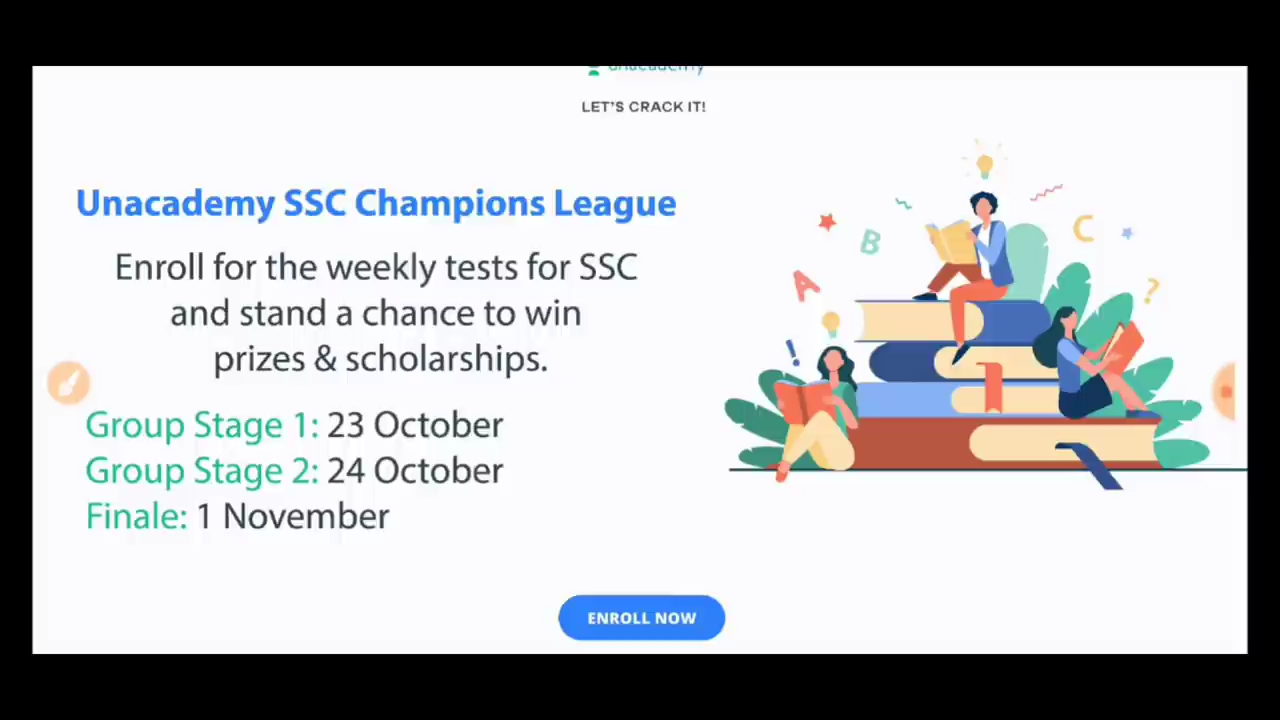 unacademy
LET'S CRACK IT!
Unacademy SSC Champions League
Enroll for the weekly tests for SSC
and stand a chance to win
prizes & scholarships.
Group Stage 1: 23 October
Group Stage 2: 24 October
Finale: 1 November
A
B
C
?
!
ENROLL NOW